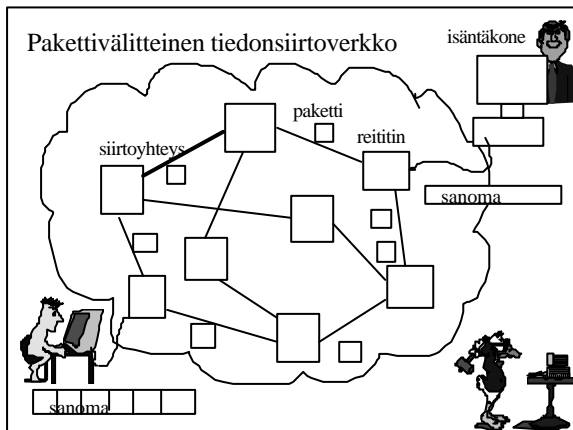 Pakettivälitteinen tiedonsiirtoverkko
isäntäkone
paketti
siirtoyhteys
reititin
sanoma
sanoma